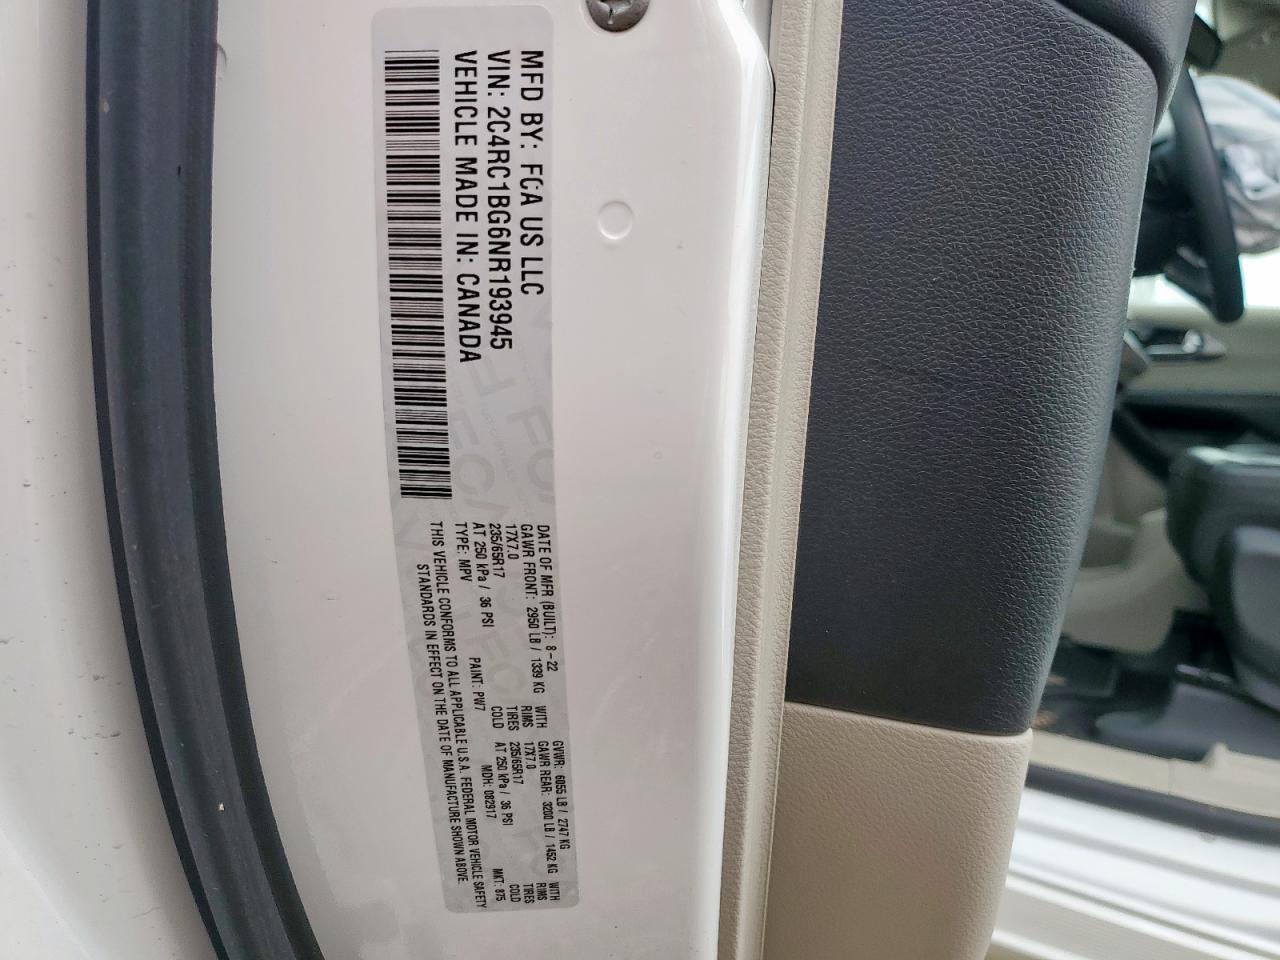 MFD BY: FCA US LLC
VIN: 2C4RC1BG6NR193945
VEHICLE MADE IN: CANADA
DATE OF MFR (BUILT): 8-22 GVWR: 6055 LB / 2747 KG
GAWR FRONT: 2950 LB / 1339 KG WITH GAWR REAR: 3200 LB / 1452 KG WITH
17X7.0 RIMS 17X7.0 RIMS
235/65R17 TIRES 235/65R17 TIRES
AT 250 kPa / 36 PSI COLD AT 250 kPa / 36 PSI COLD
TYPE: MPV PAINT: PW7 MDH: 082917 MKT: 875
THIS VEHICLE CONFORMS TO ALL APPLICABLE U.S.A. FEDERAL MOTOR VEHICLE SAFETY
STANDARDS IN EFFECT ON THE DATE OF MANUFACTURE SHOWN ABOVE.